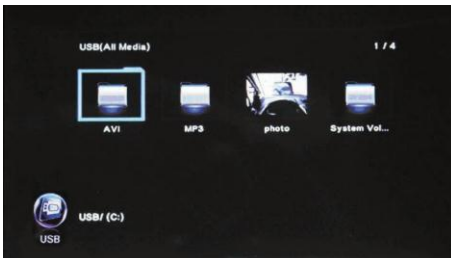 USB(All Media) 1 / 4
AVI MP3 photo System Vol...
USB/ (C:)
USB